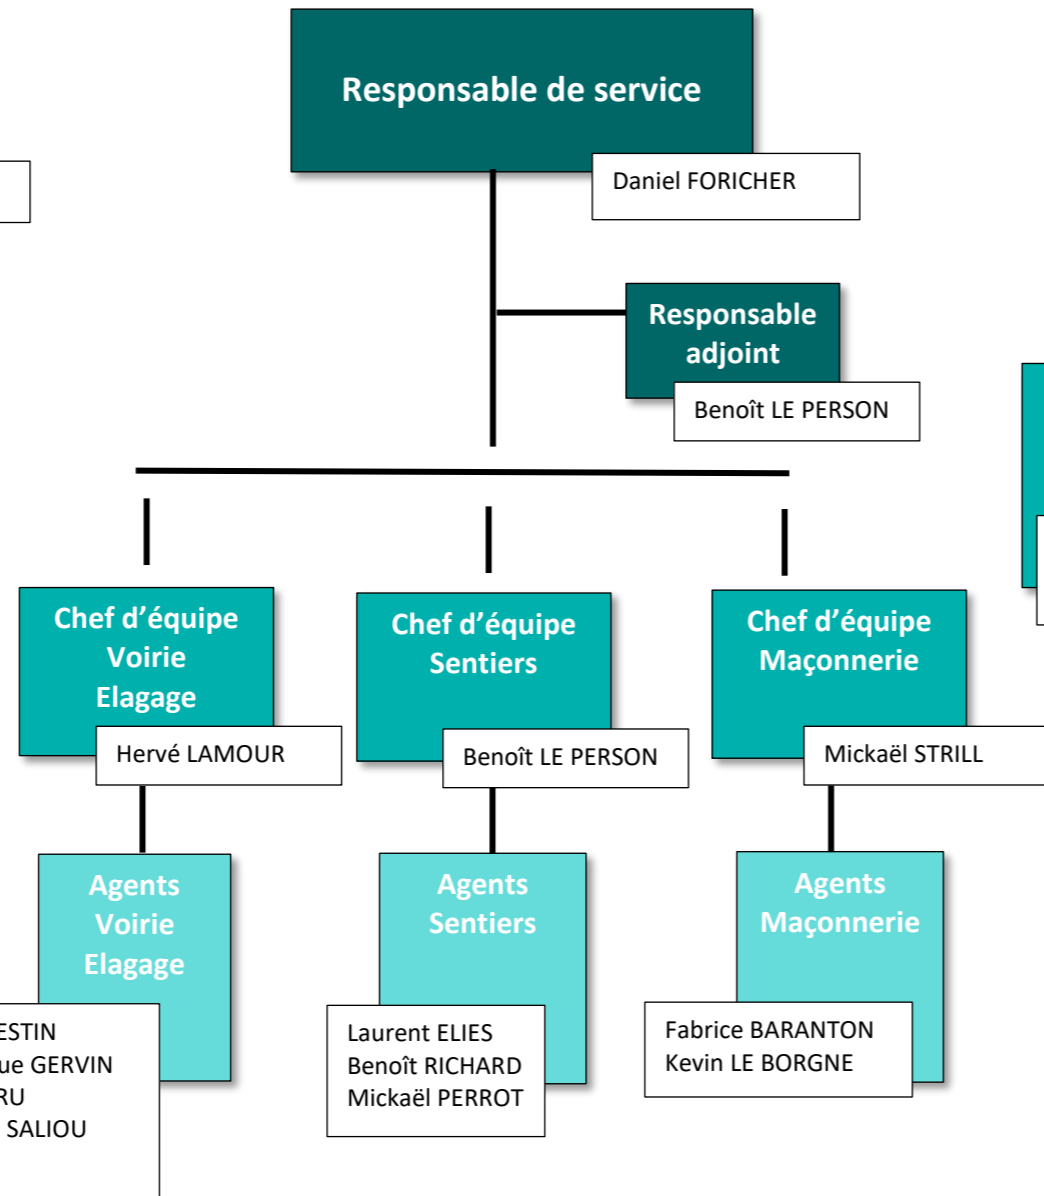 Responsable de service
Daniel FORICHER
Responsable
adjoint
Benoît LE PERSON
Chef d’équipe
Voirie
Elagage
Hervé LAMOUR
Chef d’équipe
Sentiers
Benoît LE PERSON
Chef d’équipe
Maçonnerie
Mickaël STRILL
Agents
Voirie
Elagage
GERVIN
SALIOU
Agents
Sentiers
Laurent ELIES
Benoît RICHARD
Mickaël PERROT
Agents
Maçonnerie
Fabrice BARANTON
Kevin LE BORGNE